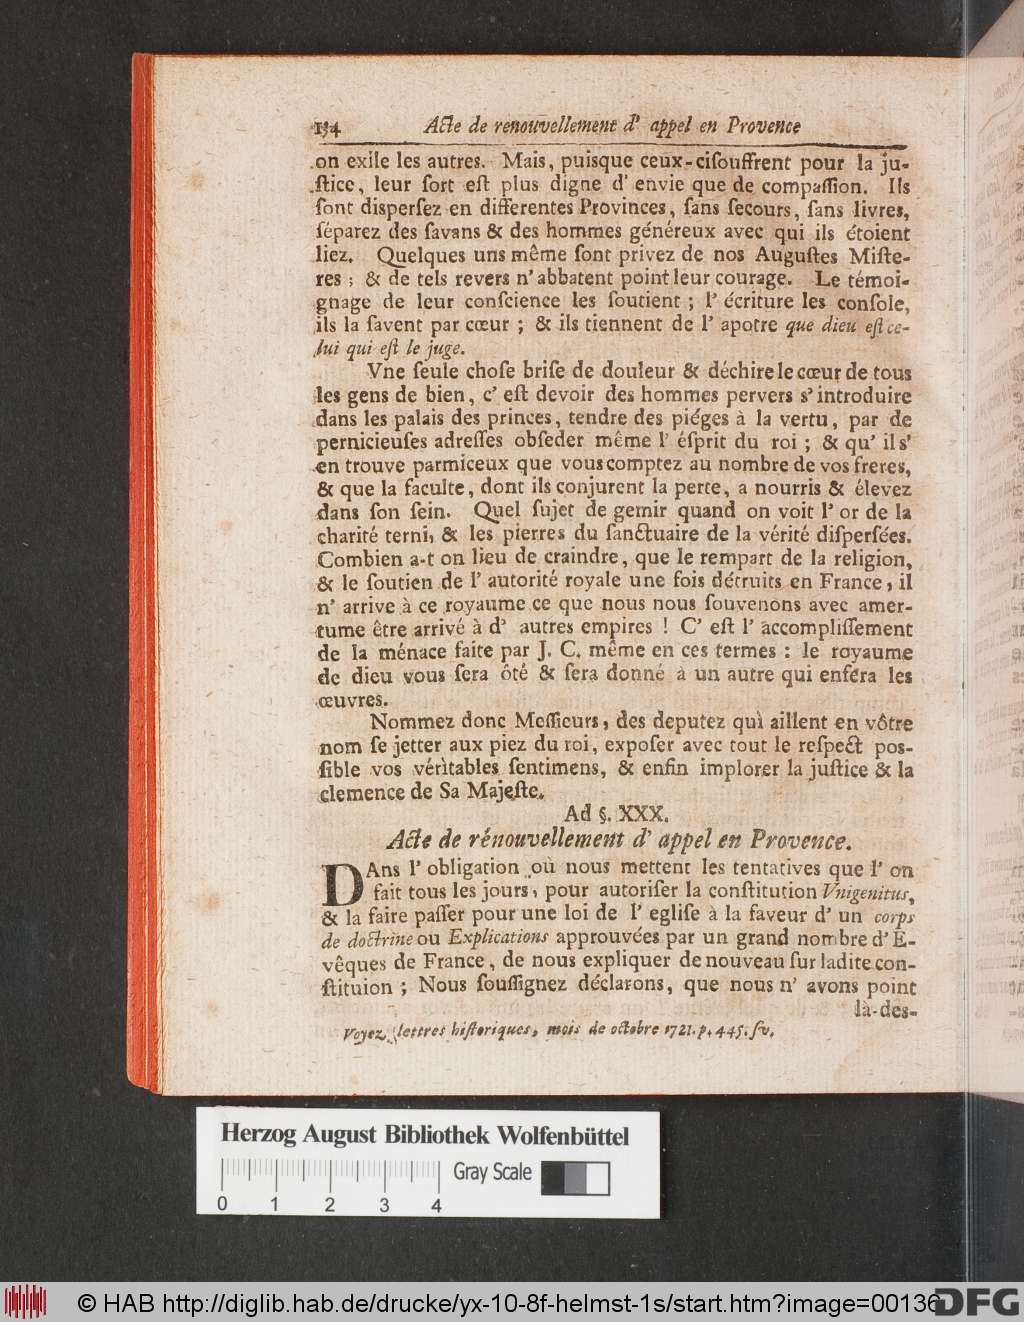 154 Acte de renouvellement d' appel en Provence
on exile les autres. Mais, puisque ceux-ciſouffrent pour la ju-
ſtice, leur ſort eſt plus digne d' envie que de compaſſion. Ils
ſont disperſez en differentes Provinces, ſans ſecours, ſans livres,
ſéparez des ſavans & des hommes généreux avec qui ils étoient
liez. Quelques uns même ſont privez de nos Auguſtes Miſte-
res ; & de tels revers n' abbatent point leur courage. Le témoi-
gnage de leur conſcience les ſoutient ; l' écriture les conſole,
ils la ſavent par cœur ; & ils tiennent de l' apotre que dieu eſt ce-
lui qui eſt le juge.
Vne ſeule choſe briſe de douleur & déchire le cœur de tous
les gens de bien, c' eſt devoir des hommes pervers s' introduire
dans les palais des princes, tendre des piéges à la vertu, par de
pernicieuſes adreſſes obſeder même l' éſprit du roi ; & qu' il s'
en trouve parmiceux que vous comptez au nombre de vos freres,
& que la faculte, dont ils conjurent la perte, a nourris & élevez
dans ſon ſein. Quel ſujet de gemir quand on voit l' or de la
charité terni, & les pierres du ſanctuaire de la vérité diſperſées.
Combien a-t on lieu de craindre, que le rempart de la religion,
& le ſoutien de l' autorité royale une fois détruits en France, il
n' arrive à ce royaume ce que nous nous ſouvenons avec amer-
tume être arrivé à d' autres empires ! C' eſt l' accompliſſement
de la ménace faite par J. C. même en ces termes : le royaume
de dieu vous ſera ôté & ſera donné à un autre qui enféra les
œuvres.
Nommez donc Meſſieurs, des deputez qui aillent en vôtre
nom ſe jetter aux piez du roi, expoſer avec tout le reſpect pos-
ſible vos véritables ſentimens, & enfin implorer la juſtice & la
clemence de Sa Majeſte.
Ad §. XXX.
Acte de rénouvellement d' appel en Provence.
DAns l' obligation où nous mettent les tentatives que l' on
fait tous les jours, pour autoriſer la conſtitution Vnigenitus,
& la faire paſſer pour une loi de l' egliſe à la faveur d' un corps
de doctrine ou Explications approuvées par un grand nombre d' E-
vêques de France, de nous expliquer de nouveau ſur ladite con-
ſtituion ; Nous ſouſſignez déclarons, que nous n' avons point
là-des-
Voyez lettres hiſtoriques, mois de octobre 1721. p. 445. ſv.
Herzog August Bibliothek Wolfenbüttel
Gray Scale
0 1 2 3 4
© HAB http://diglib.hab.de/drucke/yx-10-8f-helmst-1s/start.htm?image=00136
DFG